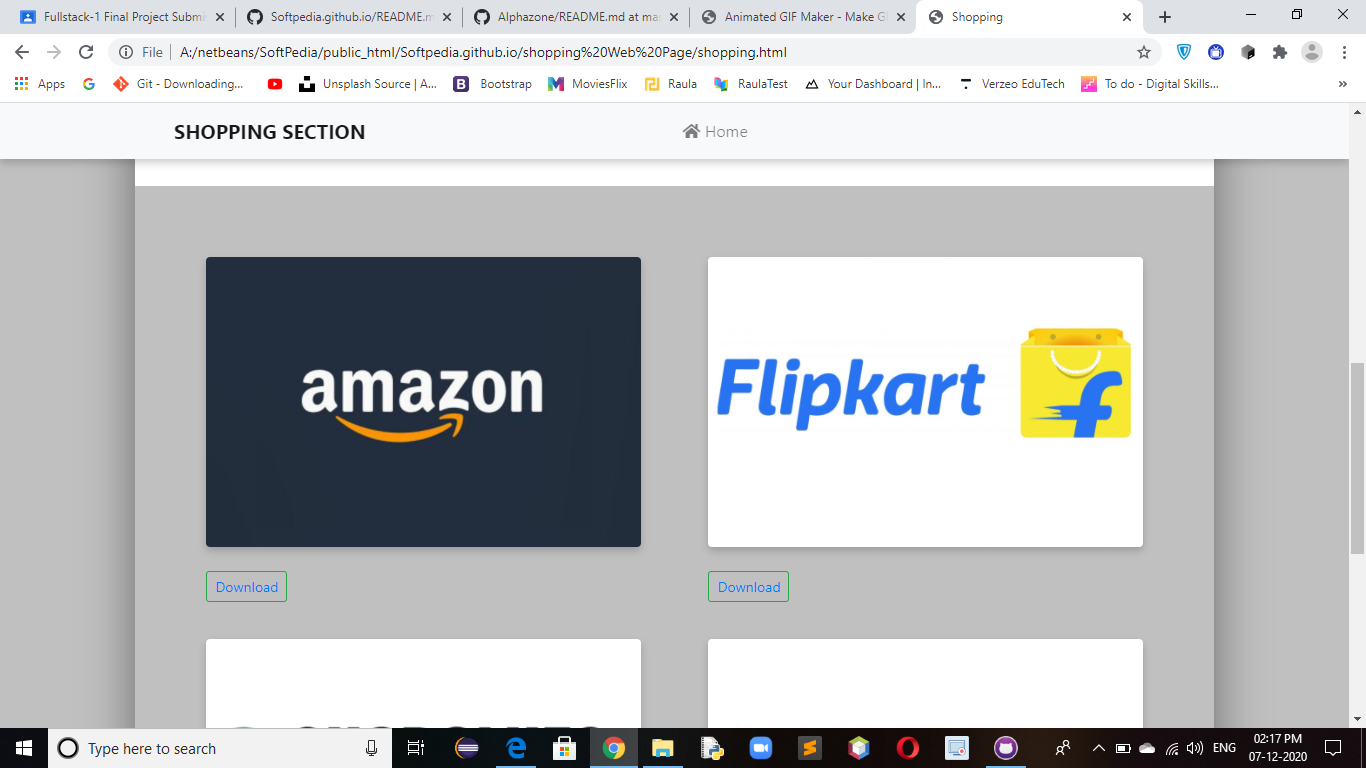 Fullstack-1 Final Project Submi
Softpedia.github.io/README.m
Alphazone/README.md at ma
Animated GIF Maker - Make G
Shopping
File
A:/netbeans/SoftPedia/public_html/Softpedia.github.io/shopping%20Web%20Page/shopping.html
Apps
Git - Downloading...
Unsplash Source | A...
B
Bootstrap
MoviesFlix
Raula
RaulaTest
Your Dashboard | In...
Verzeo EduTech
To do - Digital Skills...
»
SHOPPING SECTION
Home
amazon
Flipkart
f
Download
Download
Type here to search
ENG
02:17 PM
07-12-2020